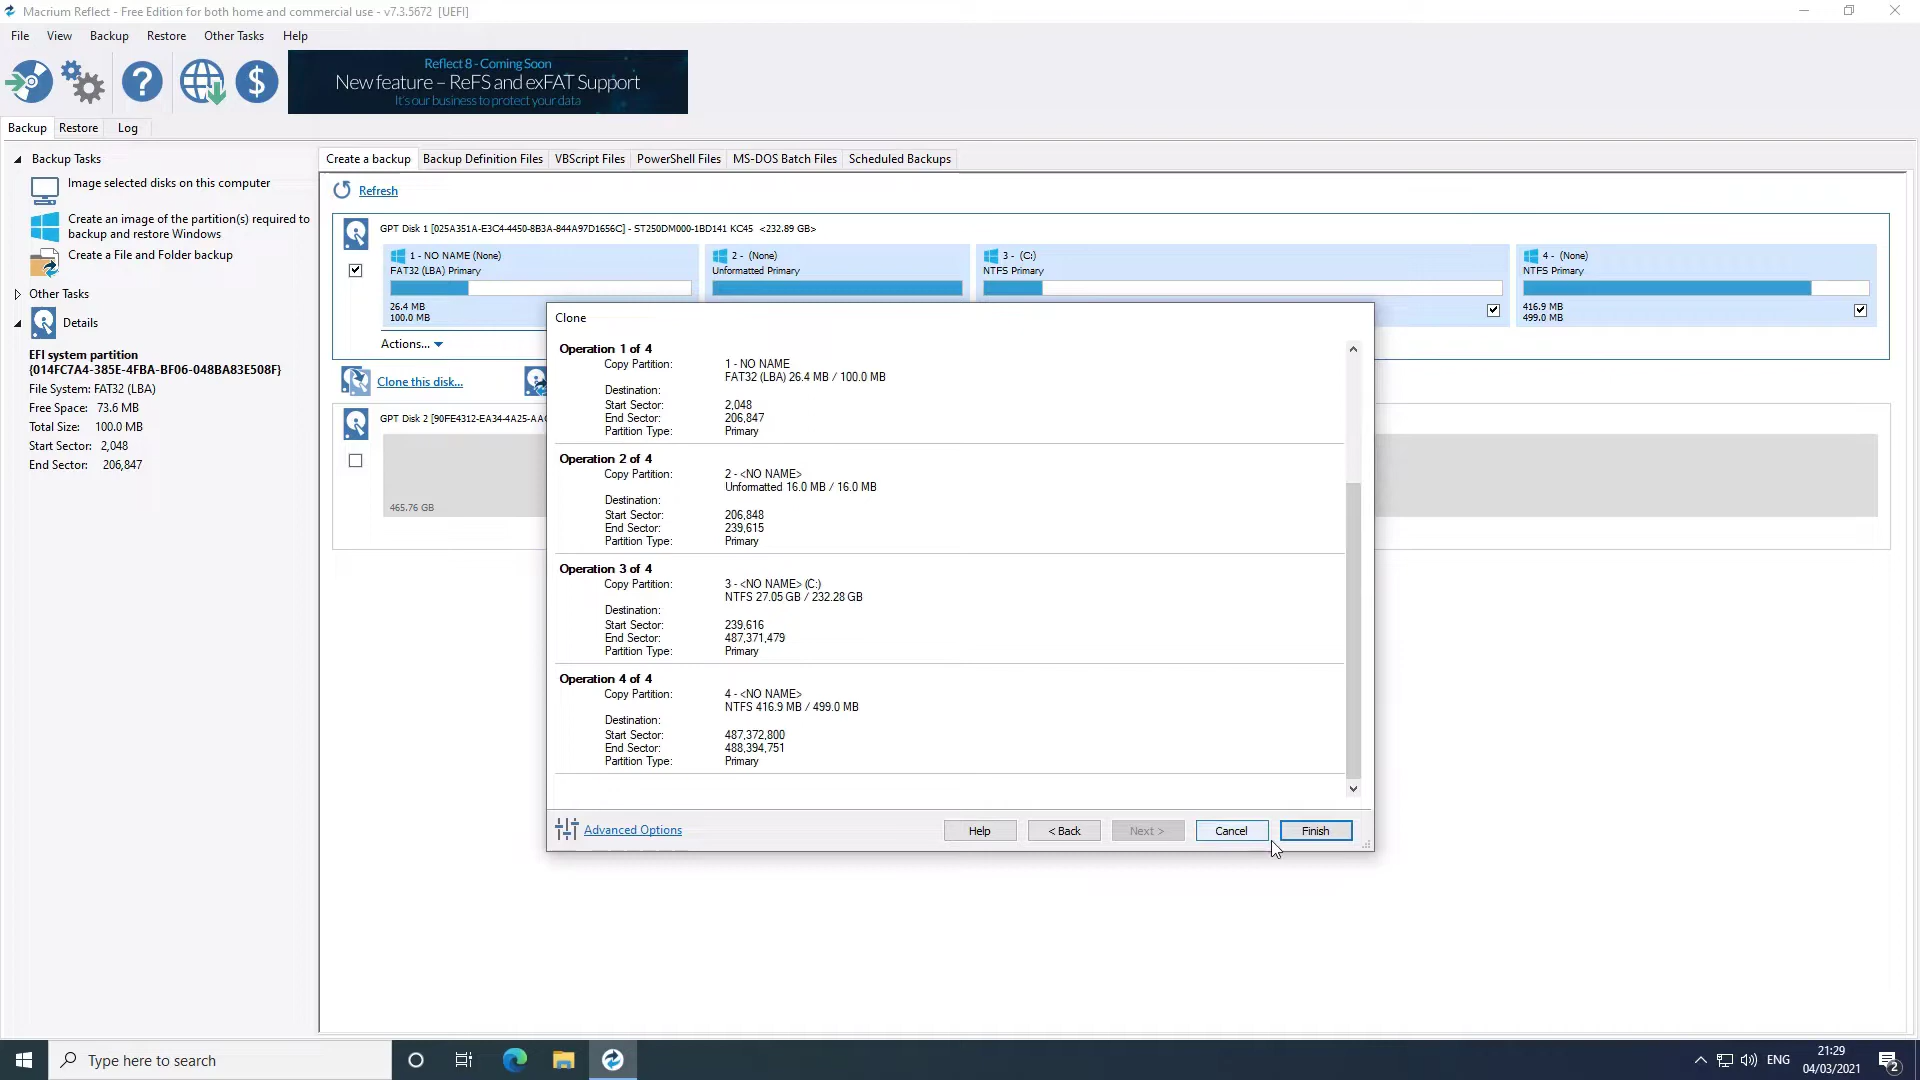 Macrium Reflect - Free Edition for both home and commercial use - v7.3.5672 [UEFI]
File View Backup Restore Other Tasks Help
Reflect 8 - Coming Soon
New feature – ReFS and exFAT Support
It's our business to protect your data
Backup Restore Log
Backup Tasks
Image selected disks on this computer
Create an image of the partition(s) required to
backup and restore Windows
Create a File and Folder backup
Other Tasks
Details
EFI system partition
{014FC7A4-385E-4FBA-BF06-048BA83E508F}
File System: FAT32 (LBA)
Free Space: 73.6 MB
Total Size: 100.0 MB
Start Sector: 2,048
End Sector: 206,847
Create a backup Backup Definition Files VBScript Files PowerShell Files MS-DOS Batch Files Scheduled Backups
Refresh
GPT Disk 1 [025A351A-E3C4-4450-8B3A-844A97D1656C] - ST250DM000-1BD141 KC45 <232.89 GB>
1 - NO NAME (None)
FAT32 (LBA) Primary
26.4 MB
100.0 MB
2 - (None)
Unformatted Primary
3 - (C:)
NTFS Primary
4 - (None)
NTFS Primary
416.9 MB
499.0 MB
Actions...
Clone this disk...
GPT Disk 2 [90FE4312-EA34-4A25-AA
465.76 GB
Clone
Operation 1 of 4
Copy Partition: 1 - NO NAME
FAT32 (LBA) 26.4 MB / 100.0 MB
Destination:
Start Sector: 2,048
End Sector: 206,847
Partition Type: Primary
Operation 2 of 4
Copy Partition: 2 - <NO NAME>
Unformatted 16.0 MB / 16.0 MB
Destination:
Start Sector: 206,848
End Sector: 239,615
Partition Type: Primary
Operation 3 of 4
Copy Partition: 3 - <NO NAME> (C:)
NTFS 27.05 GB / 232.28 GB
Destination:
Start Sector: 239,616
End Sector: 487,371,479
Partition Type: Primary
Operation 4 of 4
Copy Partition: 4 - <NO NAME>
NTFS 416.9 MB / 499.0 MB
Destination:
Start Sector: 487,372,800
End Sector: 488,394,751
Partition Type: Primary
Advanced Options
Help < Back Next > Cancel Finish
Type here to search
ENG
21:29
04/03/2021
2